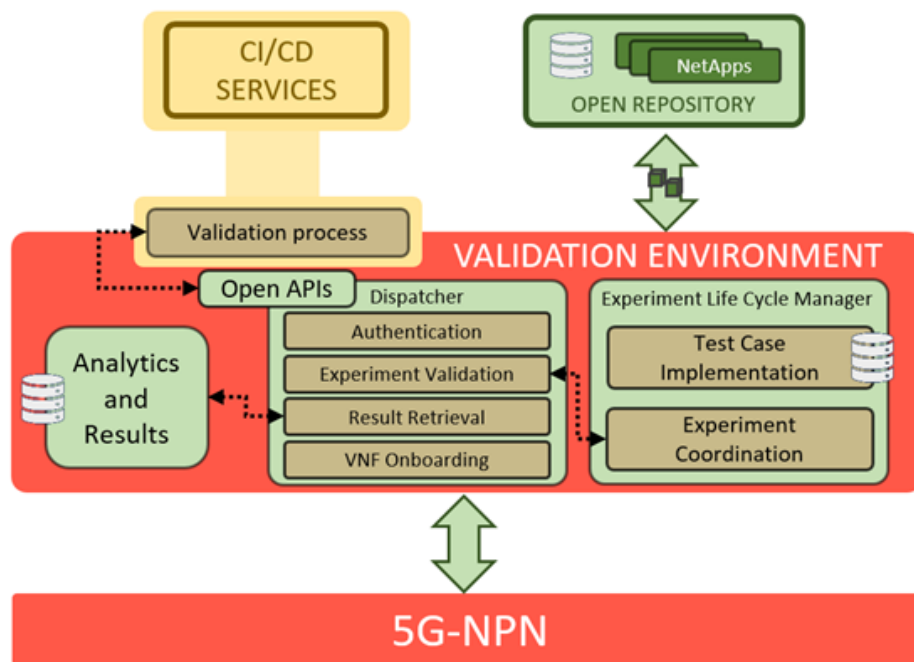 CI/CD
SERVICES
NetApps
OPEN REPOSITORY
Validation process
VALIDATION ENVIRONMENT
Open APIs
Dispatcher
Authentication
Experiment Validation
Result Retrieval
VNF Onboarding
Analytics
and
Results
Experiment Life Cycle Manager
Test Case
Implementation
Experiment
Coordination
5G-NPN